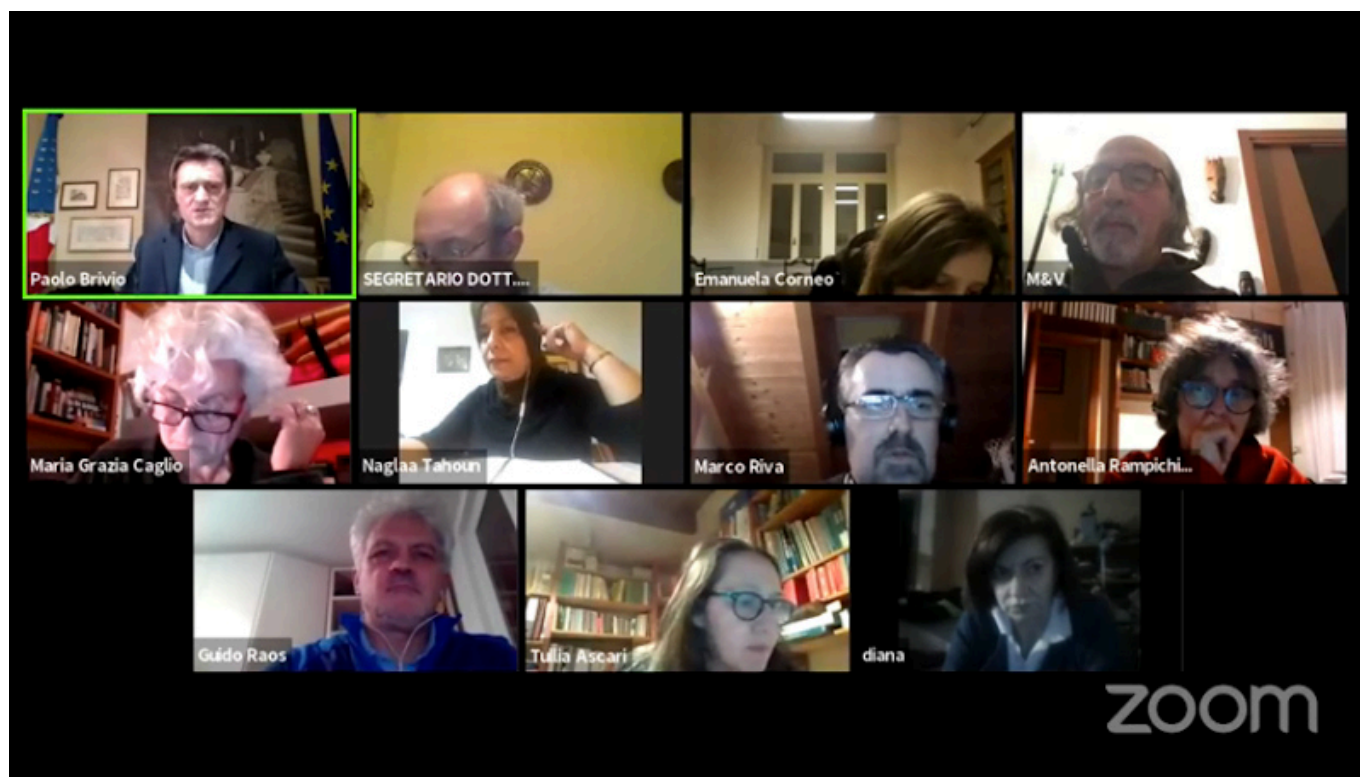 Paolo Brivio
SEGRETARIO DOTT....
Emanuela Corneo
M&V
Maria Grazia Caglio
Naglaa Tahoun
Marco Riva
Antonella Rampichi...
Guido Raos
Tulia Ascari
diana
zoom